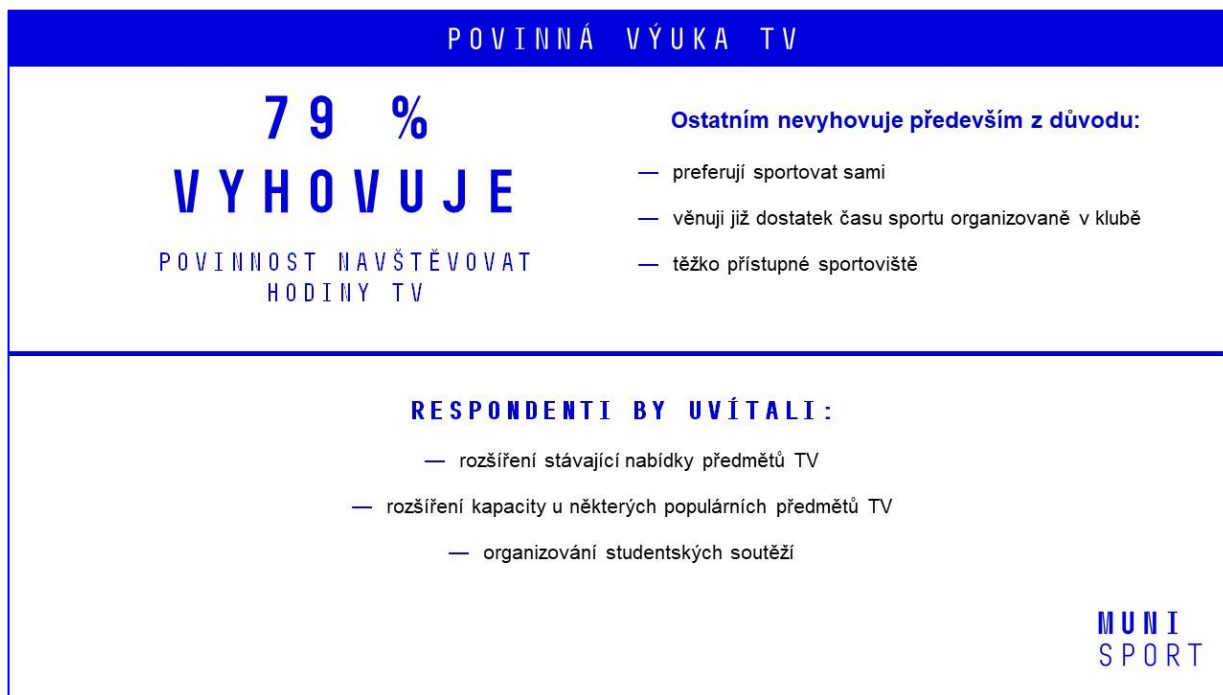 POVINNÁ VÝUKA TV
79 %
VYHOVUJE
POVINNOST NAVŠTĚVOVAT
HODINY TV
Ostatním nevyhovuje především z důvodu:
— preferují sportovat sami
— věnuji již dostatek času sportu organizovaně v klubě
— těžko přístupné sportoviště
RESPONDENTI BY UVÍTALI:
— rozšíření stávající nabídky předmětů TV
— rozšíření kapacity u některých populárních předmětů TV
— organizování studentských soutěží
MUNI
SPORT